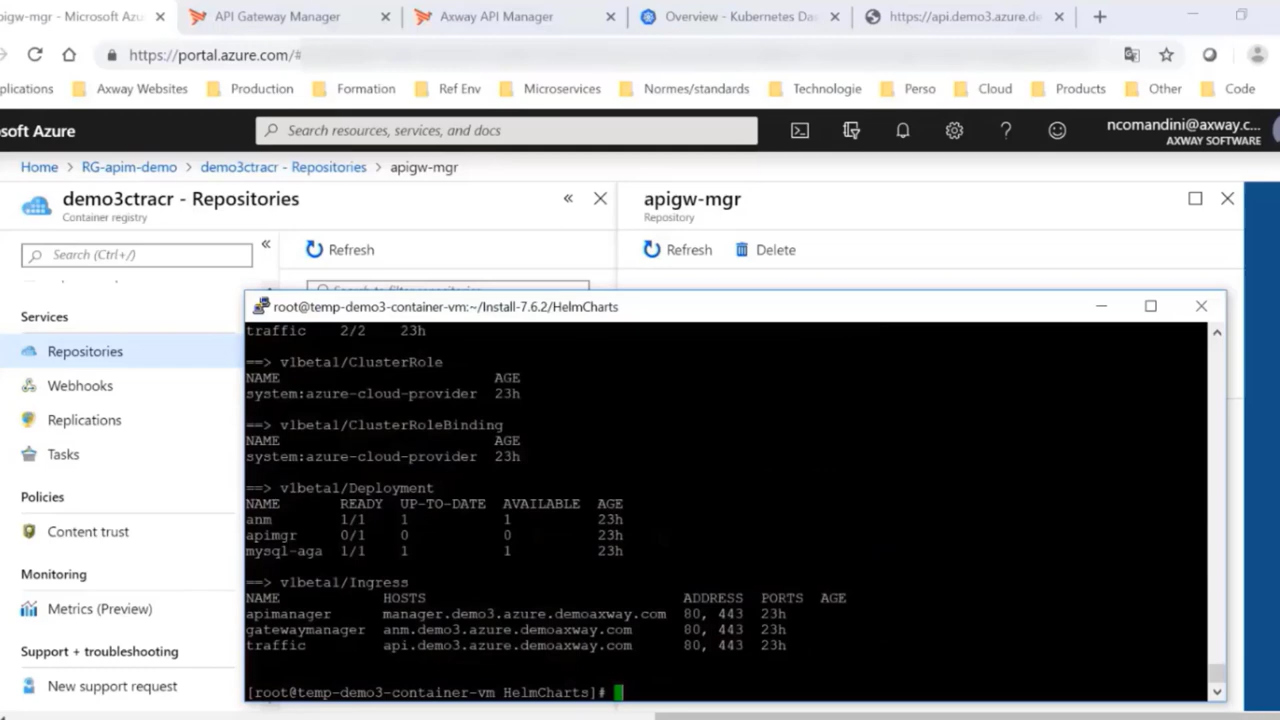 apigw-mgr - Microsoft Azu
API Gateway Manager
Axway API Manager
Overview - Kubernetes Da
https://api.demo3.azure.de
https://portal.azure.com/#
plications
Axway Websites
Production
Formation
Ref Env
Microservices
Normes/standards
Technologie
Perso
Cloud
Products
Other
Code
osoft Azure
Search resources, services, and docs
ncomandini@axway.c...
AXWAY SOFTWARE
Home > RG-apim-demo > demo3ctracr - Repositories > apigw-mgr
demo3ctracr - Repositories
Container registry
Search (Ctrl+/)
Refresh
apigw-mgr
Repository
Refresh
Delete
Services
Repositories
Webhooks
Replications
Tasks
Policies
Content trust
Monitoring
Metrics (Preview)
Support + troubleshooting
New support request
root@temp-demo3-container-vm:~/Install-7.6.2/HelmCharts
traffic 2/2 23h
==> v1beta1/ClusterRole
NAME AGE
system:azure-cloud-provider 23h
==> v1beta1/ClusterRoleBinding
NAME AGE
system:azure-cloud-provider 23h
==> v1beta1/Deployment
NAME READY UP-TO-DATE AVAILABLE AGE
anm 1/1 1 1 23h
apimgr 0/1 0 0 23h
mysql-aga 1/1 1 1 23h
==> v1beta1/Ingress
NAME HOSTS ADDRESS PORTS AGE
apimanager manager.demo3.azure.demoaxway.com 80, 443 23h
gatewaymanager anm.demo3.azure.demoaxway.com 80, 443 23h
traffic api.demo3.azure.demoaxway.com 80, 443 23h
[root@temp-demo3-container-vm HelmCharts]#